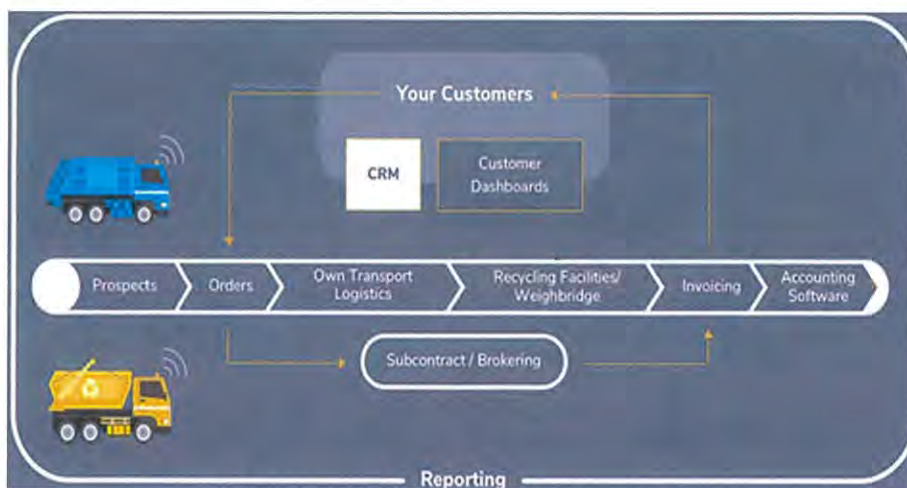 Your Customers
CRM
Customer
Dashboards
Prospects
Orders
Own Transport
Logistics
Recycling Facilities/
Weighbridge
Invoicing
Accounting
Software
Subcontract / Brokering
Reporting